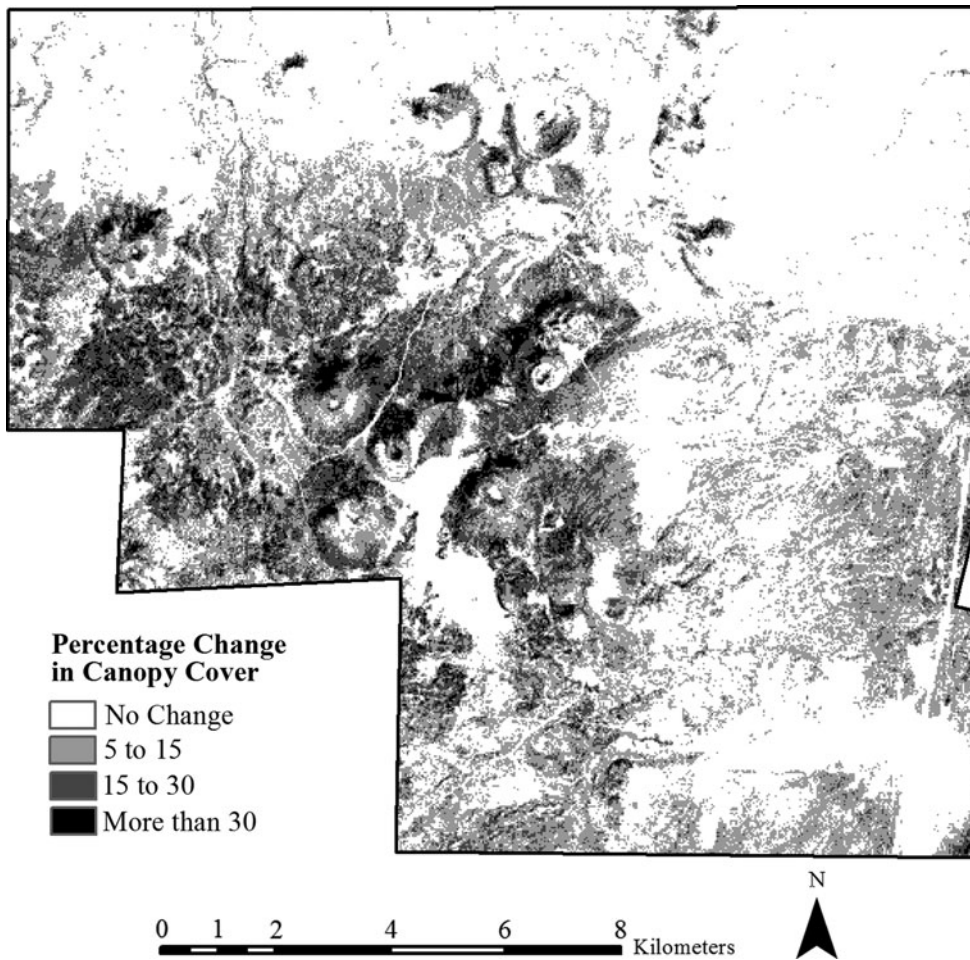 Percentage Change
in Canopy Cover
No Change
5 to 15
15 to 30
More than 30
N
0 1 2 4 6 8
Kilometers